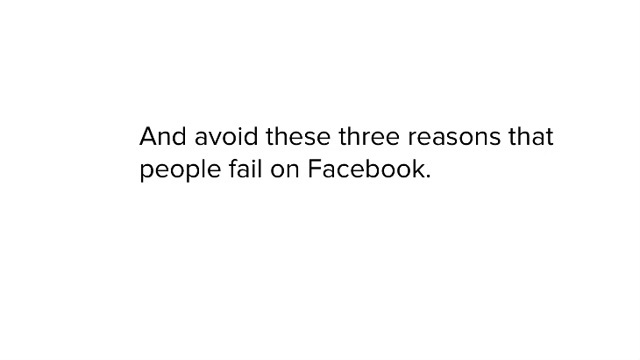 And avoid these three reasons that
people fail on Facebook.